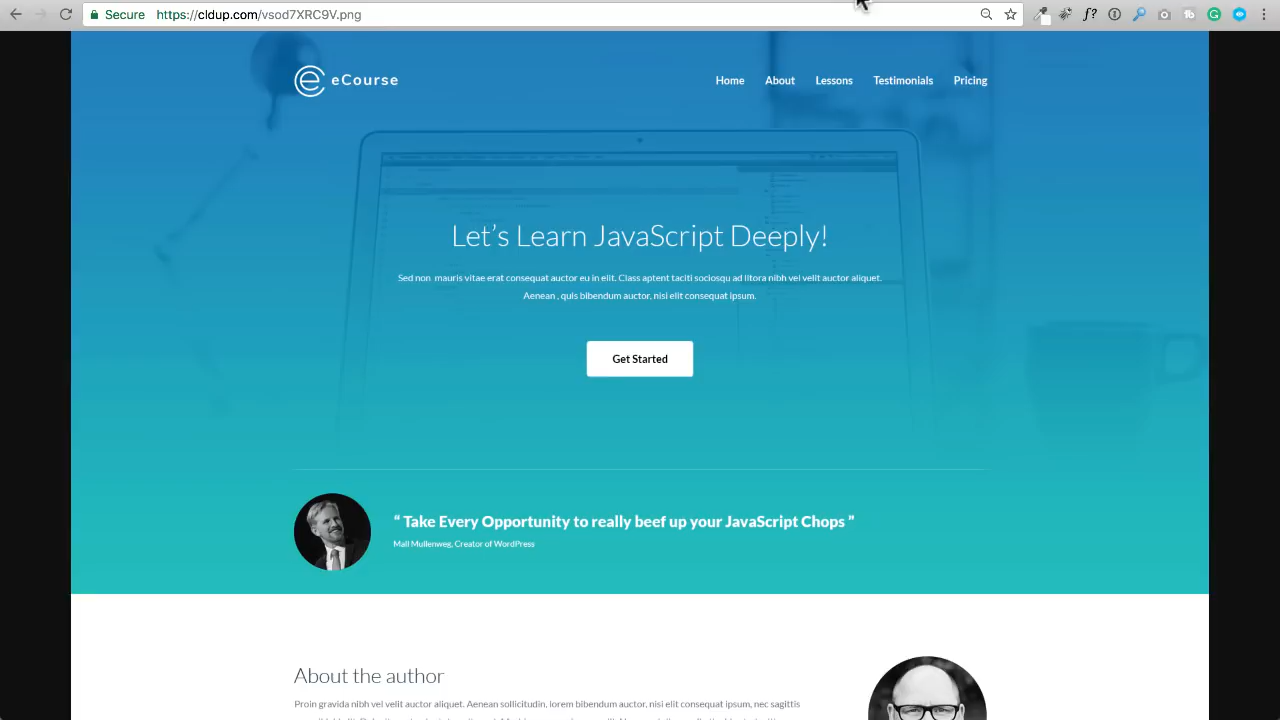 Secure https://cldup.com/vsod7XRC9V.png
eCourse
Home About Lessons Testimonials Pricing
Let’s Learn JavaScript Deeply!
Sed non mauris vitae erat consequat auctor eu in elit. Class aptent taciti sociosqu ad litora nibh vel velit auctor aliquet.
Aenean , quis bibendum auctor, nisi elit consequat ipsum.
Get Started
“ Take Every Opportunity to really beef up your JavaScript Chops ”
Mall Mullenweg, Creator of WordPress
About the author
Proin gravida nibh vel velit auctor aliquet. Aenean sollicitudin, lorem bibendum auctor, nisi elit consequat ipsum, nec sagittis